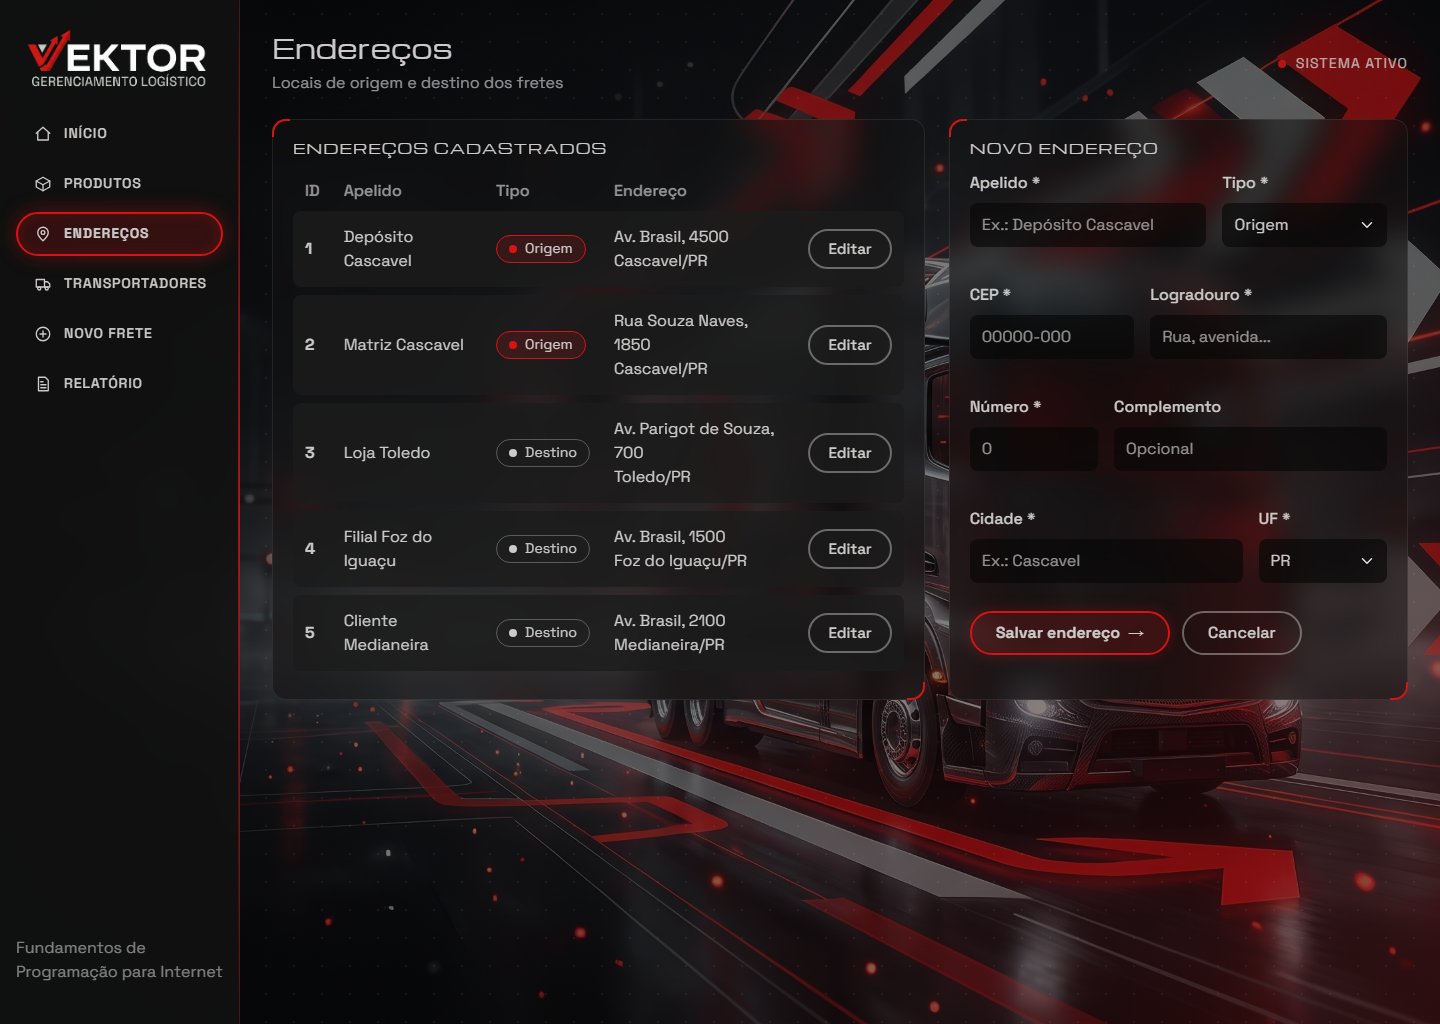 VEKTOR
GERENCIAMENTO LOGÍSTICO
INÍCIO
PRODUTOS
ENDEREÇOS
TRANSPORTADORES
NOVO FRETE
RELATÓRIO
Fundamentos de
Programação para Internet
Endereços
Locais de origem e destino dos fretes
SISTEMA ATIVO
ENDEREÇOS CADASTRADOS
ID Apelido Tipo Endereço
1 Depósito Cascavel Origem Av. Brasil, 4500 Cascavel/PR Editar
2 Matriz Cascavel Origem Rua Souza Naves, 1850 Cascavel/PR Editar
3 Loja Toledo Destino Av. Parigot de Souza, 700 Toledo/PR Editar
4 Filial Foz do Iguaçu Destino Av. Brasil, 1500 Foz do Iguaçu/PR Editar
5 Cliente Medianeira Destino Av. Brasil, 2100 Medianeira/PR Editar
NOVO ENDEREÇO
Apelido * Tipo *
Ex.: Depósito Cascavel Origem
CEP * Logradouro *
00000-000 Rua, avenida...
Número * Complemento
0 Opcional
Cidade * UF *
Ex.: Cascavel PR
Salvar endereço → Cancelar